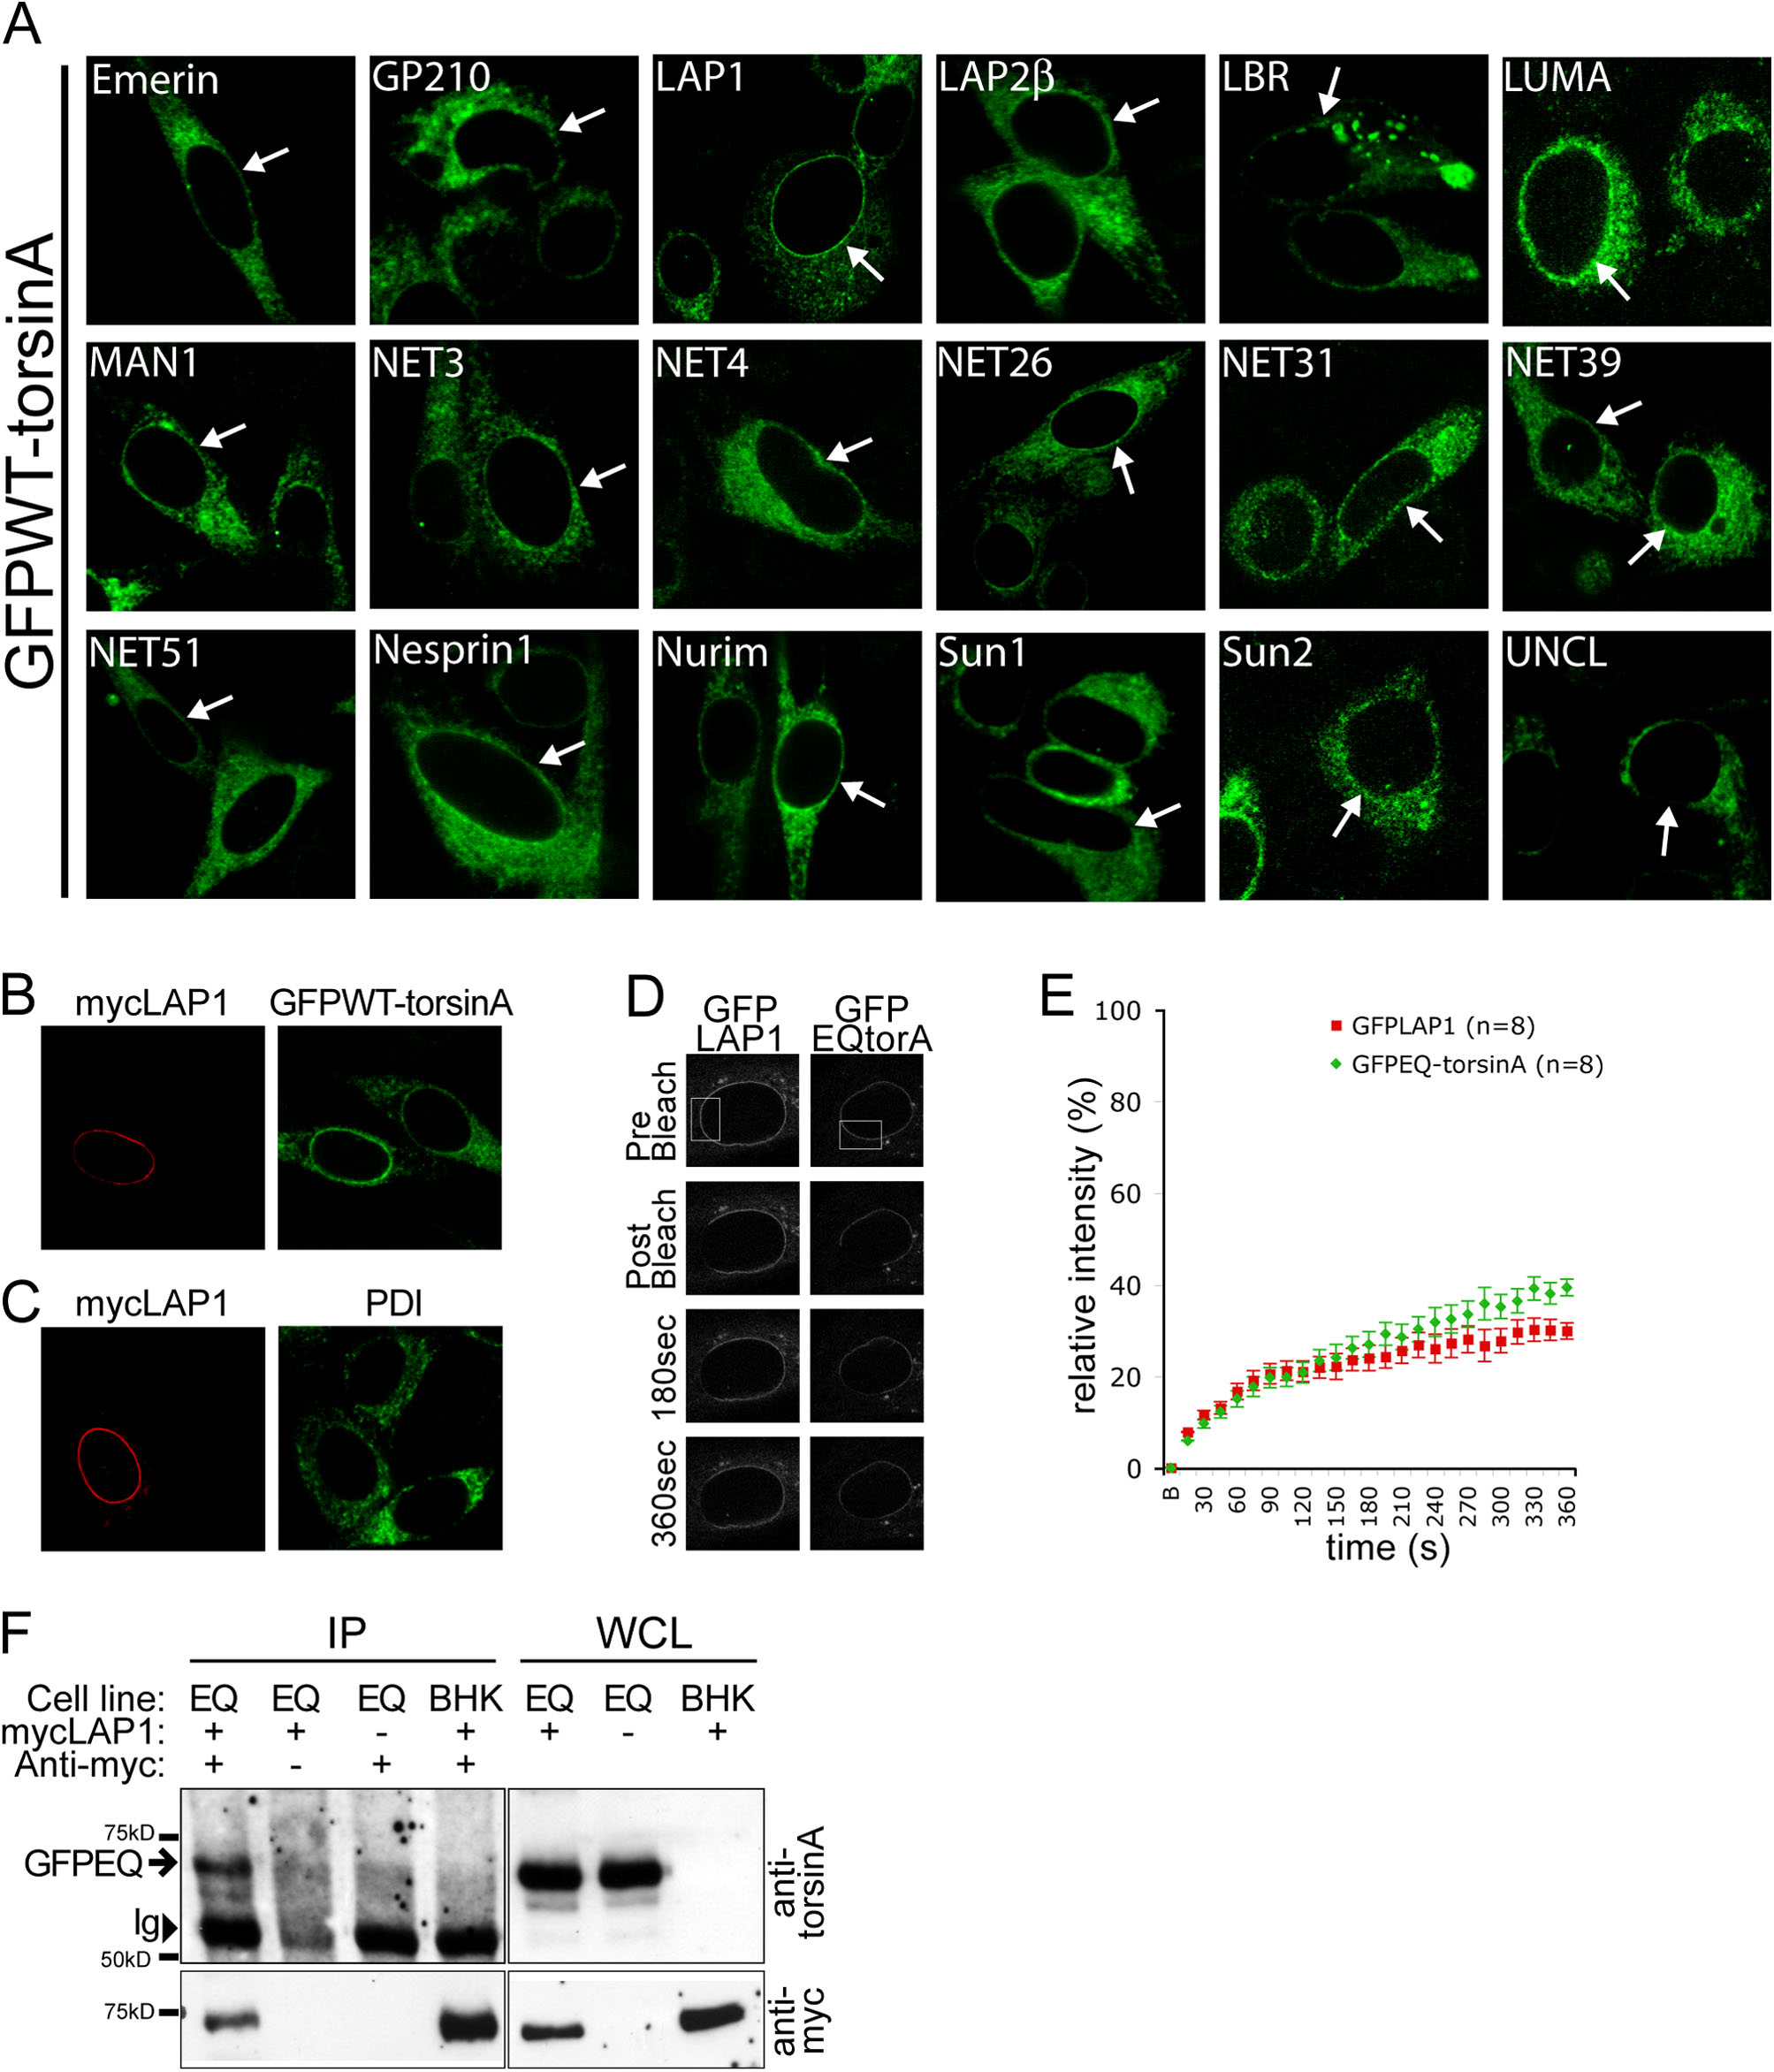 A
GFPWT-torsinA
Emerin GP210 LAP1 LAP2β LBR LUMA
MAN1 NET3 NET4 NET26 NET31 NET39
NET51 Nesprin1 Nurim Sun1 Sun2 UNCL
B
mycLAP1 GFPWT-torsinA
C
mycLAP1 PDI
D
GFP LAP1
GFP EQtorA
Pre Bleach
Post Bleach
180sec
360sec
E
relative intensity (%)
100
80
60
40
20
0
GFPLAP1 (n=8)
GFPEQ-torsinA (n=8)
B 30 60 90 120 150 180 210 240 270 300 330 360
time (s)
F
IP WCL
Cell line: EQ EQ EQ BHK EQ EQ BHK
mycLAP1: + + - + + - +
Anti-myc: + - + +
75kD
GFPEQ
Ig
50kD
anti-torsinA
75kD
anti-myc